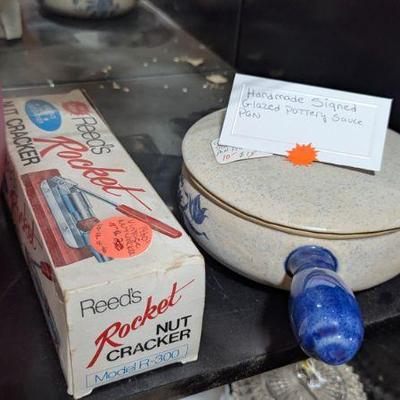 Reed's
Rocket
NUT CRACKER
Reed's
Rocket
NUT
CRACKER
Model R-300
Handmade Signed
Glazed Pottery Sauce
Pan